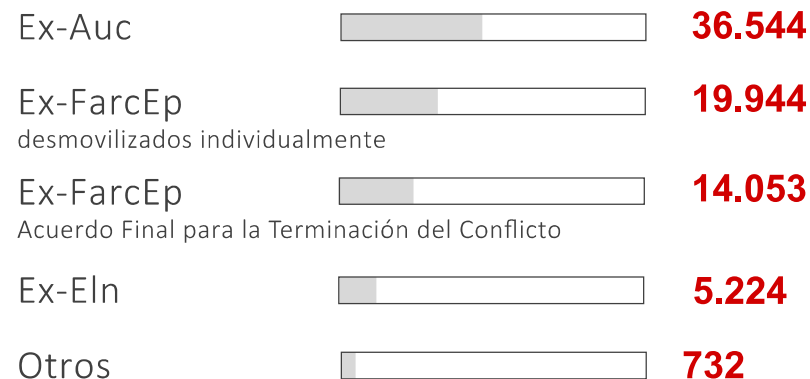 Ex-Auc 36.544
Ex-FarcEp 19.944
desmovilizados individualmente
Ex-FarcEp 14.053
Acuerdo Final para la Terminación del Conflicto
Ex-Eln 5.224
Otros 732